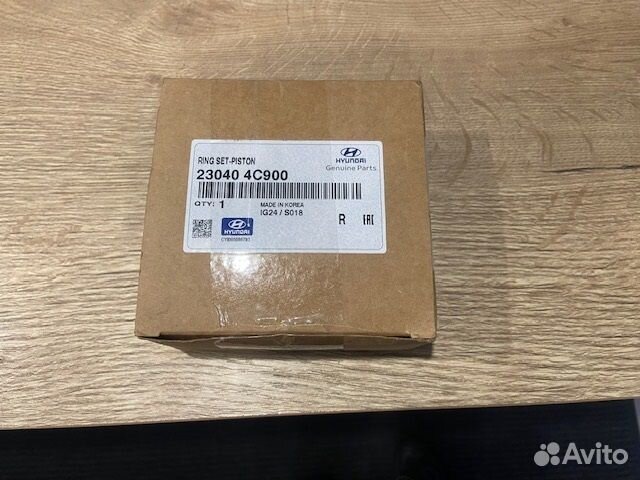 RING SET-PISTON
HYUNDAI
Genuine Parts
23040 4C900
QTY: 1
MADE IN KOREA
IG24 / S018
HYUNDAI
R EAC
Avito